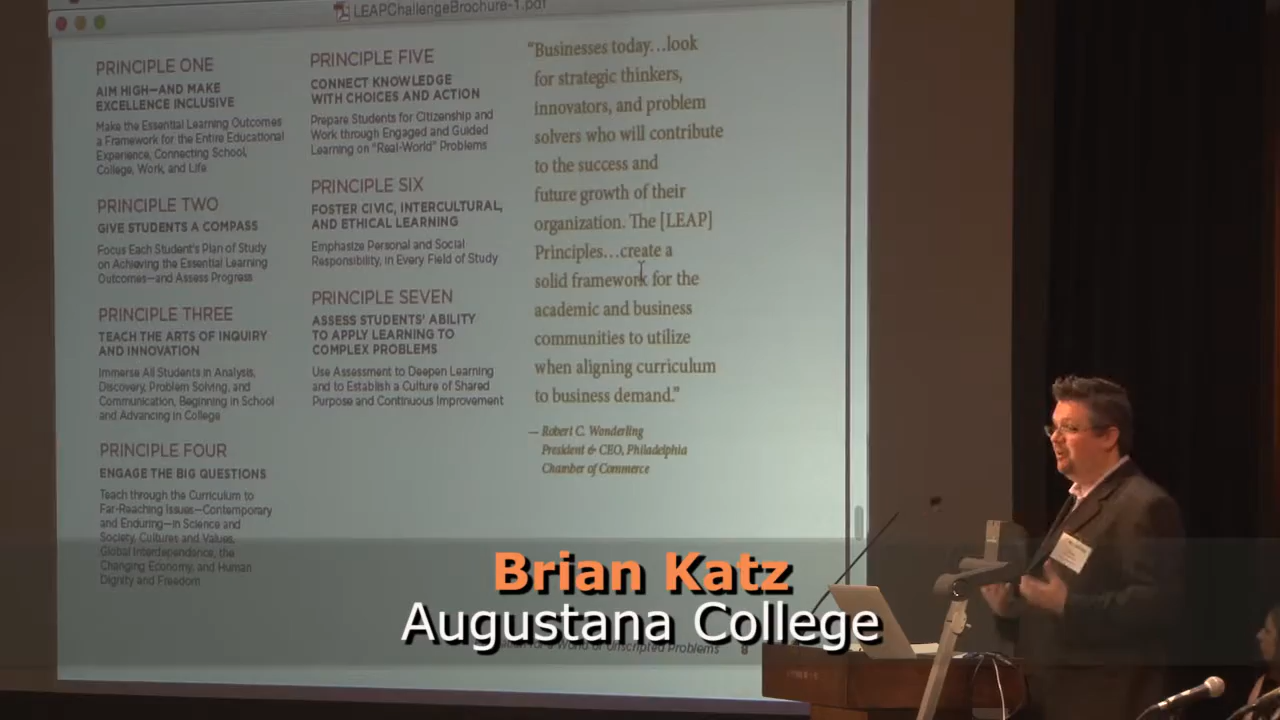 LEAPChallengeBrochure-1.pdf
PRINCIPLE ONE
AIM HIGH—AND MAKE
EXCELLENCE INCLUSIVE
Make the Essential Learning Outcomes
a Framework for the Entire Educational
Experience, Connecting School,
College, Work, and Life
PRINCIPLE TWO
GIVE STUDENTS A COMPASS
Focus Each Student's Plan of Study
on Achieving the Essential Learning
Outcomes—and Assess Progress
PRINCIPLE THREE
TEACH THE ARTS OF INQUIRY
AND INNOVATION
Immerse All Students in Analysis,
Discovery, Problem Solving, and
Communication, Beginning in School
and Advancing in College
PRINCIPLE FOUR
ENGAGE THE BIG QUESTIONS
Teach through the Curriculum to
Far-Reaching Issues—Contemporary
and Enduring—in Science and
Society, Cultures and Values,
Global Interdependence, the
Changing Economy, and Human
Dignity and Freedom
PRINCIPLE FIVE
CONNECT KNOWLEDGE
WITH CHOICES AND ACTION
Prepare Students for Citizenship and
Work through Engaged and Guided
Learning on "Real-World" Problems
PRINCIPLE SIX
FOSTER CIVIC, INTERCULTURAL,
AND ETHICAL LEARNING
Emphasize Personal and Social
Responsibility, in Every Field of Study
PRINCIPLE SEVEN
ASSESS STUDENTS' ABILITY
TO APPLY LEARNING TO
COMPLEX PROBLEMS
Use Assessment to Deepen Learning
and to Establish a Culture of Shared
Purpose and Continuous Improvement
"Businesses today...look
for strategic thinkers,
innovators, and problem
solvers who will contribute
to the success and
future growth of their
organization. The [LEAP]
Principles...create a
solid framework for the
academic and business
communities to utilize
when aligning curriculum
to business demand."
— Robert C. Wonderling
President & CEO, Philadelphia
Chamber of Commerce
for a World of Unscripted Problems
Brian Katz
Augustana College